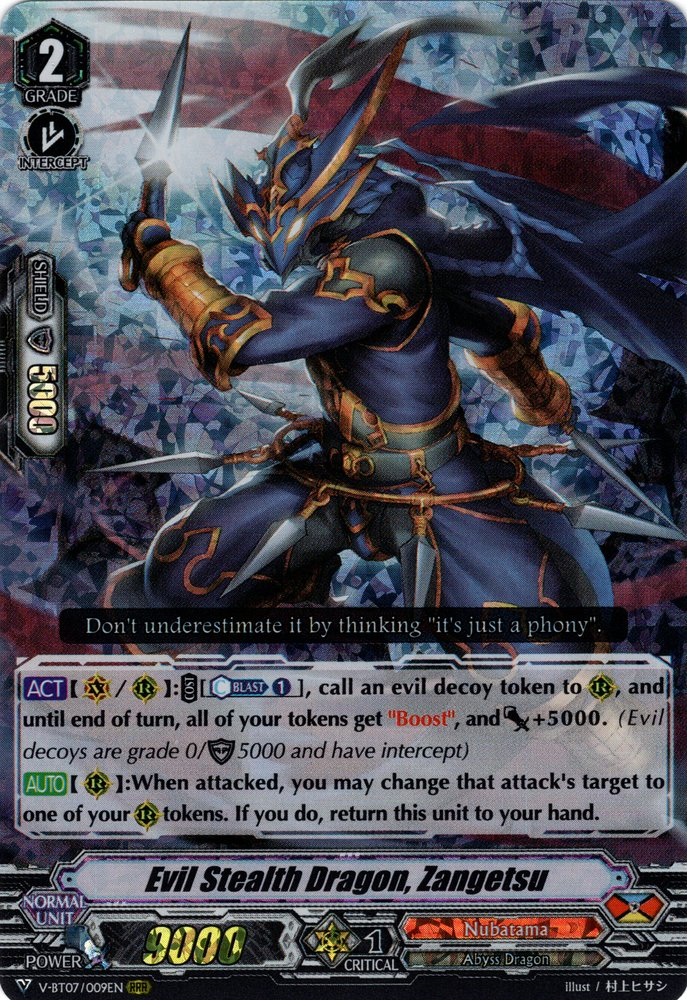 2
GRADE
INTERCEPT
SHIELD
5000
Don't underestimate it by thinking "it's just a phony".
ACT【 V / R 】:[C BLAST 1], call an evil decoy token to R, and
until end of turn, all of your tokens get "Boost", and +5000. (Evil
decoys are grade 0/ 5000 and have intercept)
AUTO【 R 】:When attacked, you may change that attack's target to
one of your R tokens. If you do, return this unit to your hand.
Evil Stealth Dragon, Zangetsu
NORMAL
UNIT
POWER
9000
1
CRITICAL
Nubatama
Abyss Dragon
V-BT07/009EN RRR
illust / 村上ヒサシ